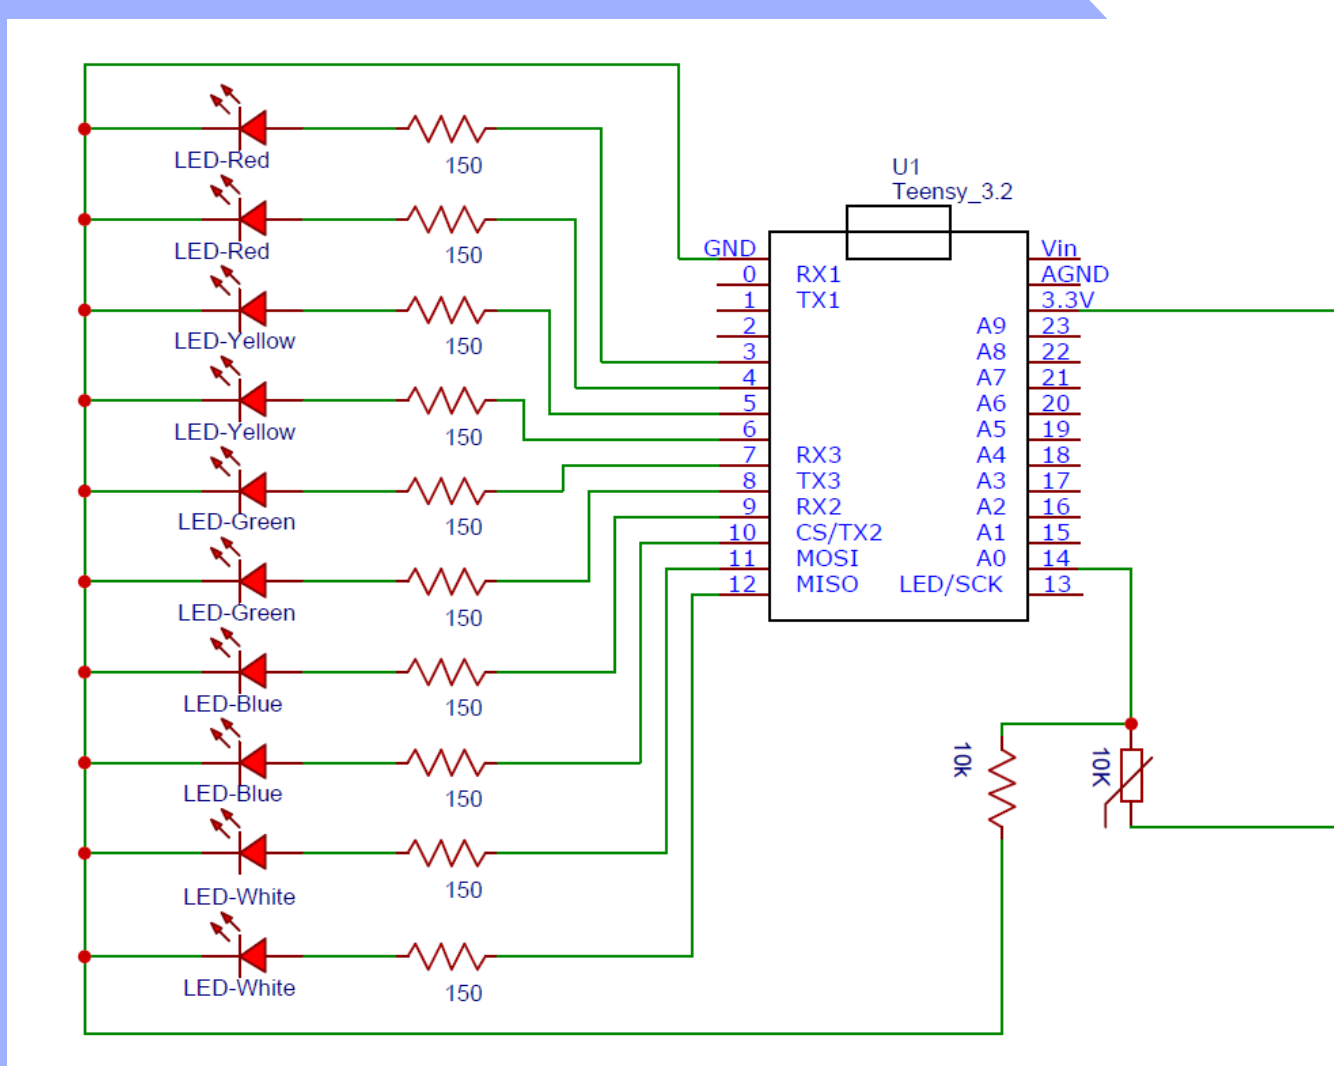 LED-Red
150
LED-Red
150
LED-Yellow
150
LED-Yellow
150
LED-Green
150
LED-Green
150
LED-Blue
150
LED-Blue
150
LED-White
150
LED-White
150
U1
Teensy_3.2
GND Vin
0 RX1 AGND
1 TX1 3.3V
2 A9 23
3 A8 22
4 A7 21
5 A6 20
6 A5 19
7 RX3 A4 18
8 TX3 A3 17
9 RX2 A2 16
10 CS/TX2 A1 15
11 MOSI A0 14
12 MISO LED/SCK 13
10k
10K